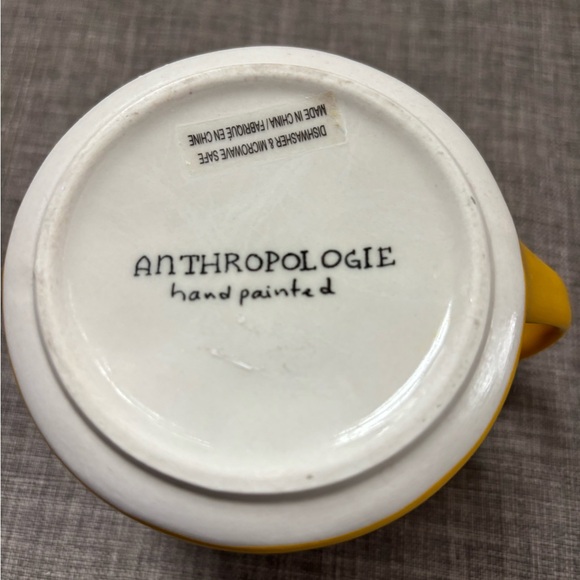 DISHWASHER & MICROWAVE SAFE
MADE IN CHINA / FABRIQUÉ EN CHINE
ANTHROPOLOGIE
hand painted